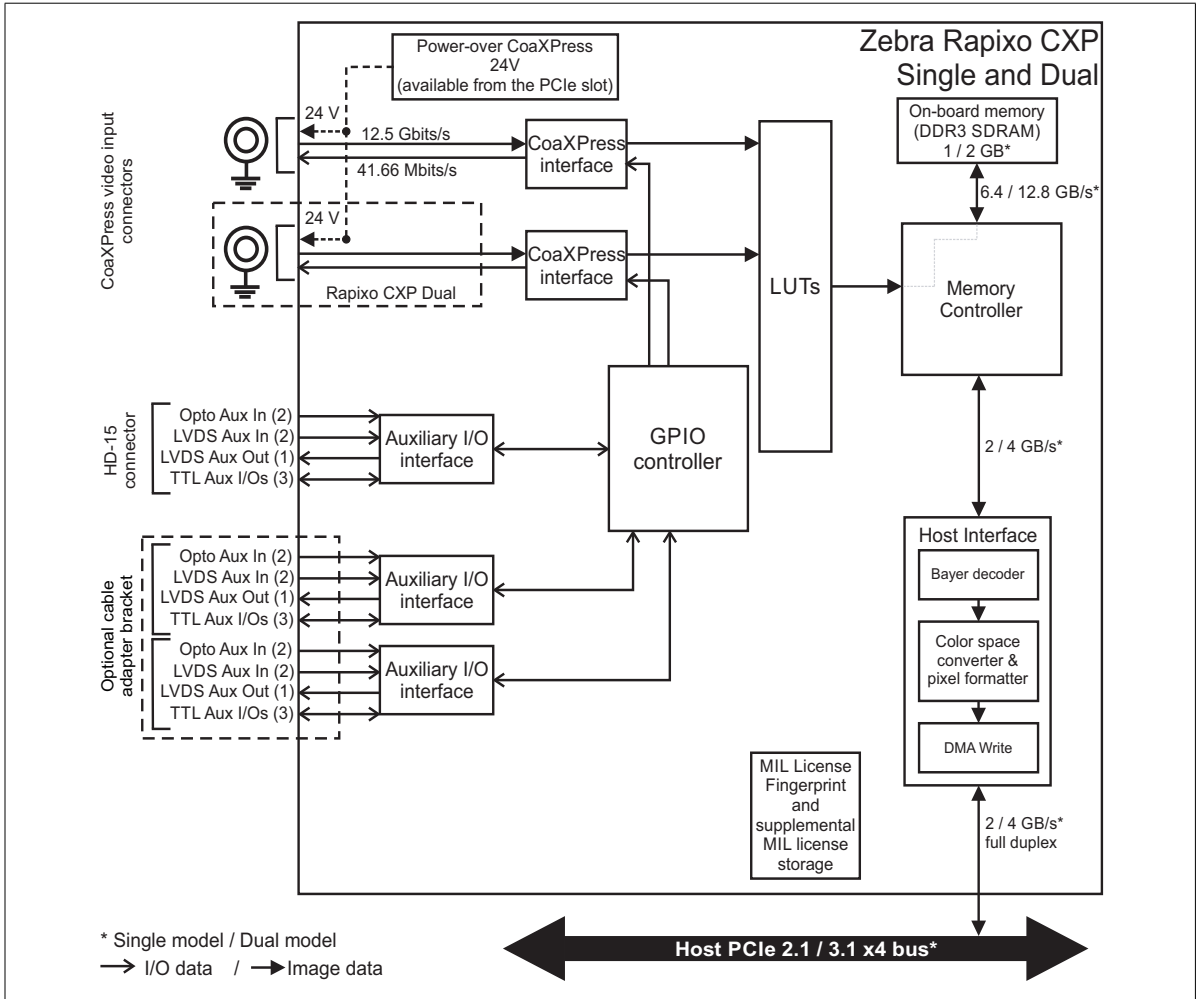 Zebra Rapixo CXP
Single and Dual
Power-over CoaXPress
24V
(available from the PCIe slot)
On-board memory
(DDR3 SDRAM)
1 / 2 GB*
6.4 / 12.8 GB/s*
CoaXPress video input
connectors
24 V
12.5 Gbits/s
41.66 Mbits/s
CoaXPress
interface
24 V
Rapixo CXP Dual
CoaXPress
interface
LUTs
Memory
Controller
HD-15
connector
Opto Aux In (2)
LVDS Aux In (2)
LVDS Aux Out (1)
TTL Aux I/Os (3)
Auxiliary I/O
interface
GPIO
controller
2 / 4 GB/s*
Optional cable
adapter bracket
Opto Aux In (2)
LVDS Aux In (2)
LVDS Aux Out (1)
TTL Aux I/Os (3)
Auxiliary I/O
interface
Opto Aux In (2)
LVDS Aux In (2)
LVDS Aux Out (1)
TTL Aux I/Os (3)
Auxiliary I/O
interface
Host Interface
Bayer decoder
Color space
converter &
pixel formatter
DMA Write
MIL License
Fingerprint
and
supplemental
MIL license
storage
2 / 4 GB/s*
full duplex
Host PCIe 2.1 / 3.1 x4 bus*
* Single model / Dual model
I/O data / Image data